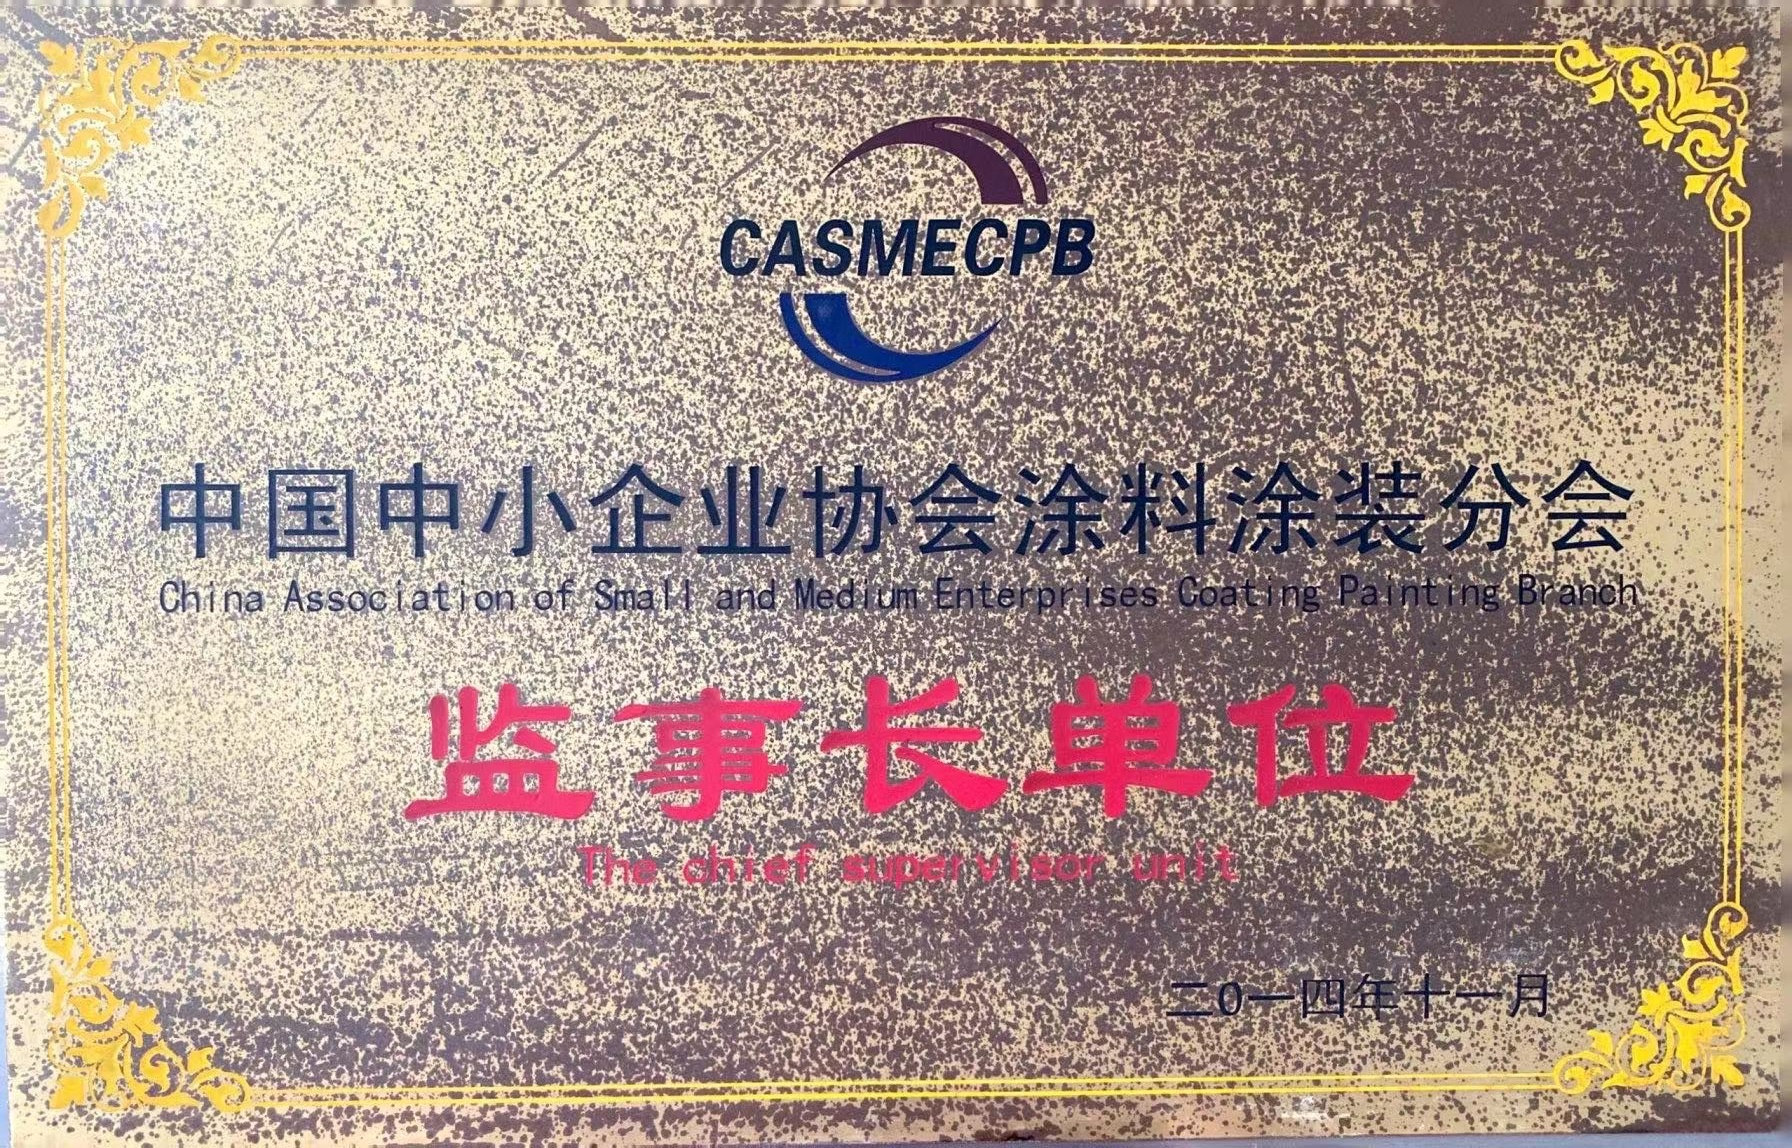 CASMECPB
中国中小企业协会涂料涂装分会
China Association of Small and Medium Enterprises Coating Painting Branch
监事长单位
The chief supervisor unit
二0一四年十一月